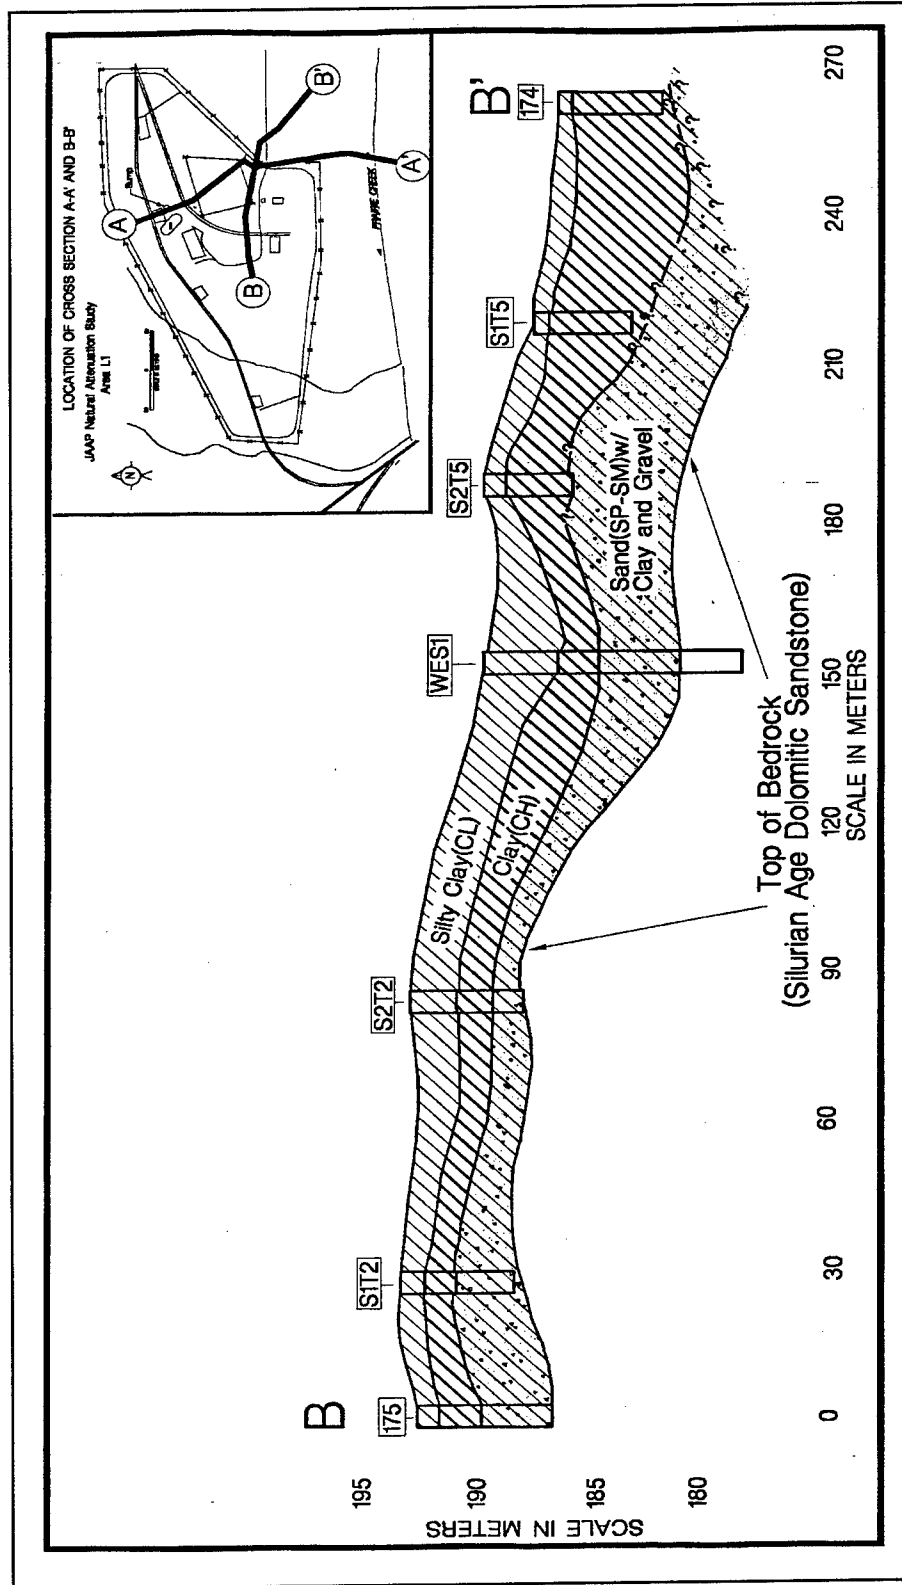 LOCATION OF CROSS SECTION A-A' AND B-B'
JAAP Natural Attenuation Study
Area L1
N
A
A'
B
B'
PRAIRIE CREEK
B
B'
175
S1T2
S2T2
WES1
S2T5
S1T5
174
Silty Clay(CL)
Clay(CH)
Sand(SP-SM)w/
Clay and Gravel
Top of Bedrock
(Silurian Age Dolomitic Sandstone)
195
190
185
180
SCALE IN METERS
0
30
60
90
120
150
180
210
240
270
SCALE IN METERS